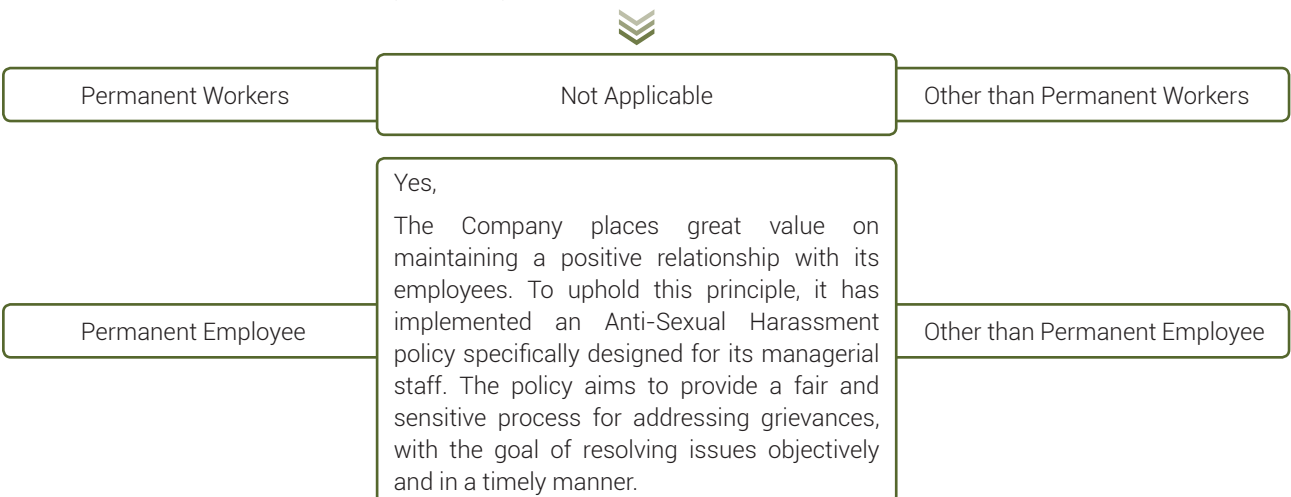 Permanent Workers
Not Applicable
Other than Permanent Workers
Permanent Employee
Yes,
The Company places great value on
maintaining a positive relationship with its
employees. To uphold this principle, it has
implemented an Anti-Sexual Harassment
policy specifically designed for its managerial
staff. The policy aims to provide a fair and
sensitive process for addressing grievances,
with the goal of resolving issues objectively
and in a timely manner.
Other than Permanent Employee